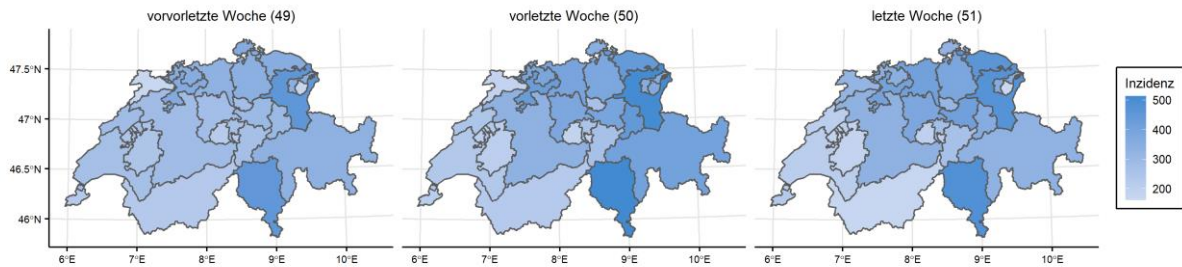 vorvorletzte Woche (49)
vorletzte Woche (50)
letzte Woche (51)
47.5°N
47°N
46.5°N
46°N
6°E 7°E 8°E 9°E 10°E
6°E 7°E 8°E 9°E 10°E
6°E 7°E 8°E 9°E 10°E
Inzidenz
500
400
300
200